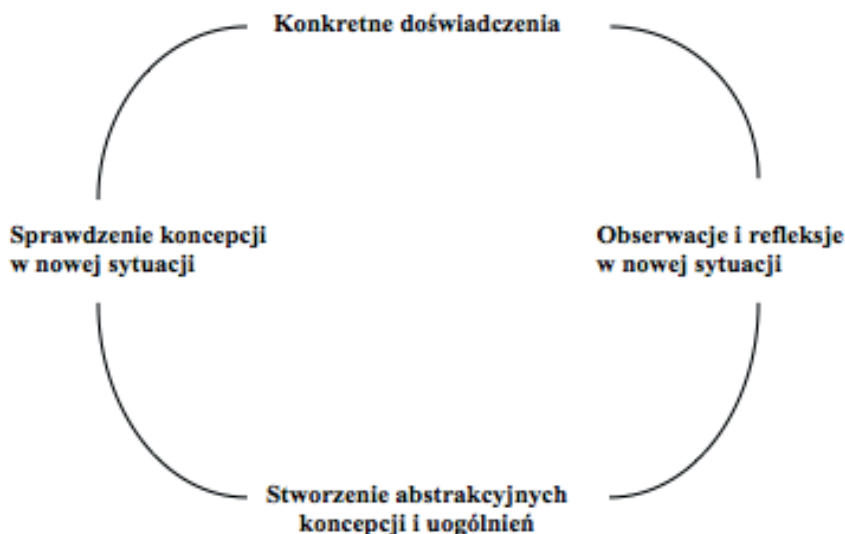 Konkretne doświadczenia
Sprawdzenie koncepcji
w nowej sytuacji
Obserwacje i refleksje
w nowej sytuacji
Stworzenie abstrakcyjnych
koncepcji i uogólnień